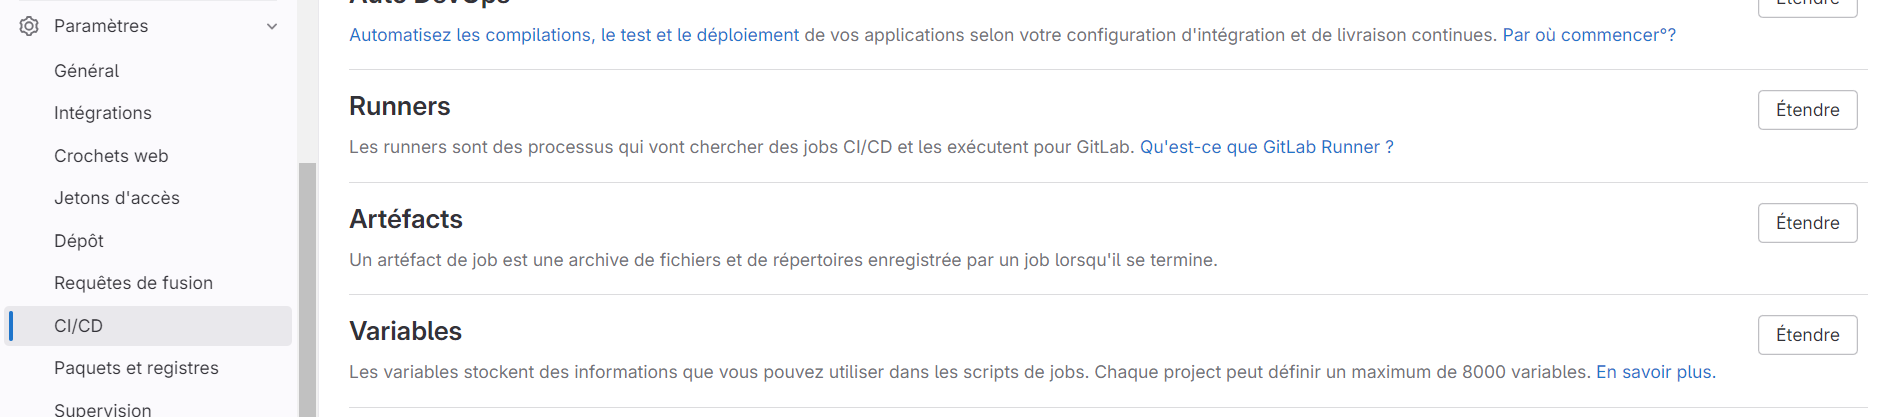 Paramètres
Général
Intégrations
Crochets web
Jetons d'accès
Dépôt
Requêtes de fusion
CI/CD
Paquets et registres
Supervision
Auto DevOps
Étendre
Automatisez les compilations, le test et le déploiement de vos applications selon votre configuration d'intégration et de livraison continues. Par où commencer°?
Runners
Étendre
Les runners sont des processus qui vont chercher des jobs CI/CD et les exécutent pour GitLab. Qu'est-ce que GitLab Runner ?
Artéfacts
Étendre
Un artéfact de job est une archive de fichiers et de répertoires enregistrée par un job lorsqu'il se termine.
Variables
Étendre
Les variables stockent des informations que vous pouvez utiliser dans les scripts de jobs. Chaque project peut définir un maximum de 8000 variables. En savoir plus.